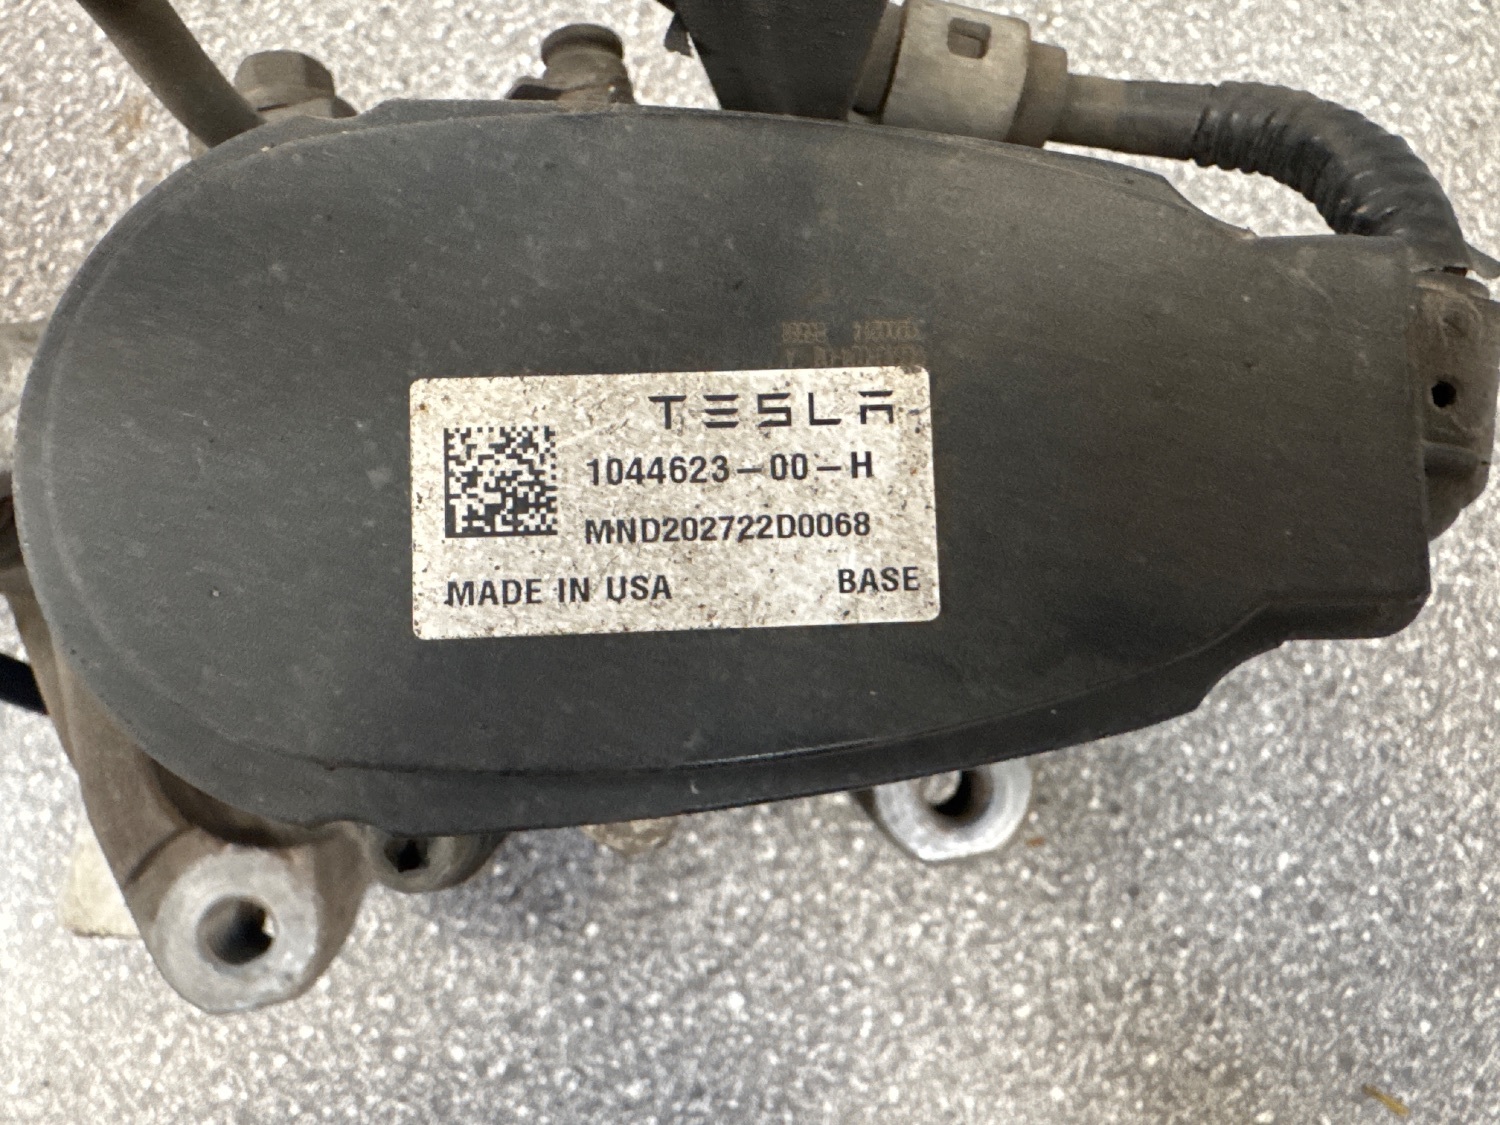 TESLA
1044623-00-H
MND202722D0068
MADE IN USA BASE